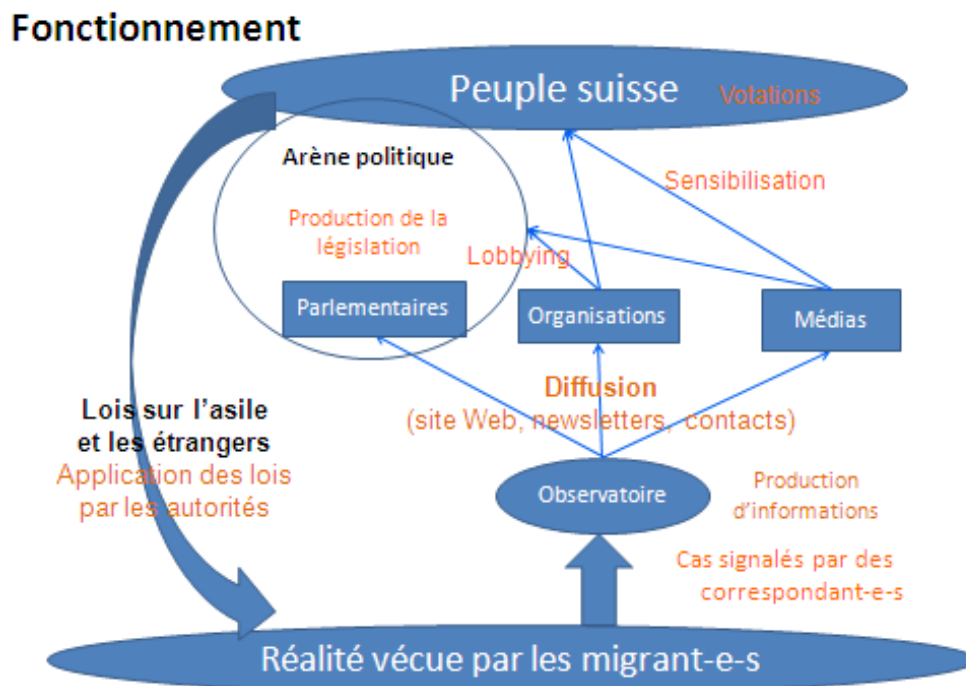 Fonctionnement
Peuple suisse
Votations
Arène politique
Sensibilisation
Production de la
législation
Lobbying
Parlementaires
Organisations
Médias
Diffusion
(site Web, newsletters, contacts)
Lois sur l'asile
et les étrangers
Application des lois
par les autorités
Observatoire
Production
d'informations
Cas signalés par des
correspondant-e-s
Réalité vécue par les migrant-e-s